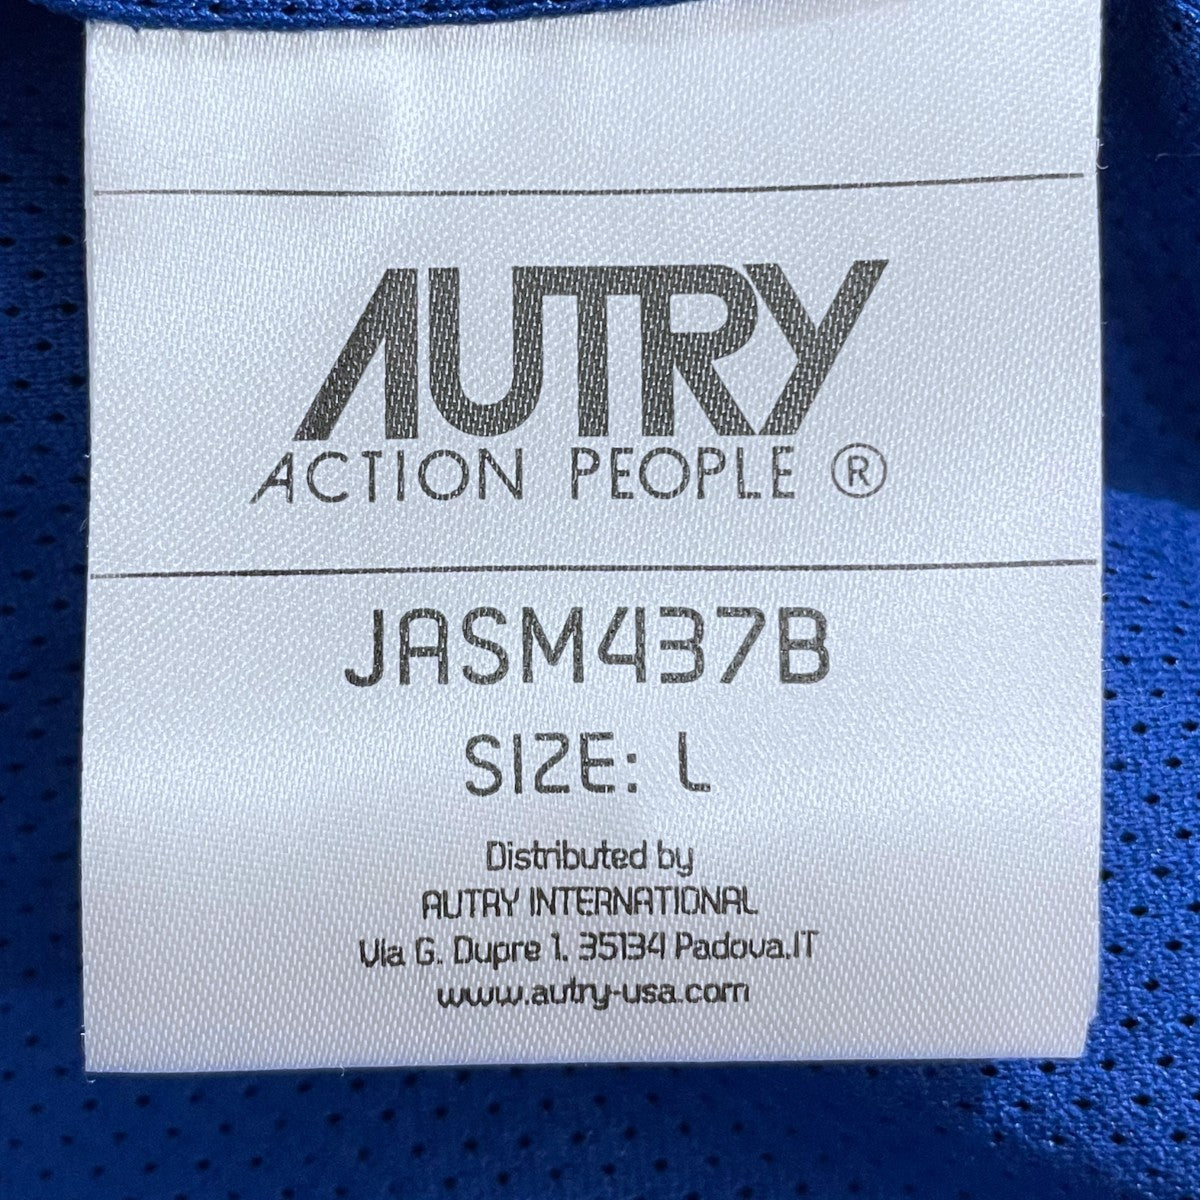 AUTRY
ACTION PEOPLE ®
JASM437B
SIZE: L
Distributed by
AUTRY INTERNATIONAL
Via G. Dupre 1. 35134 Padova.IT
www.autry-usa.com